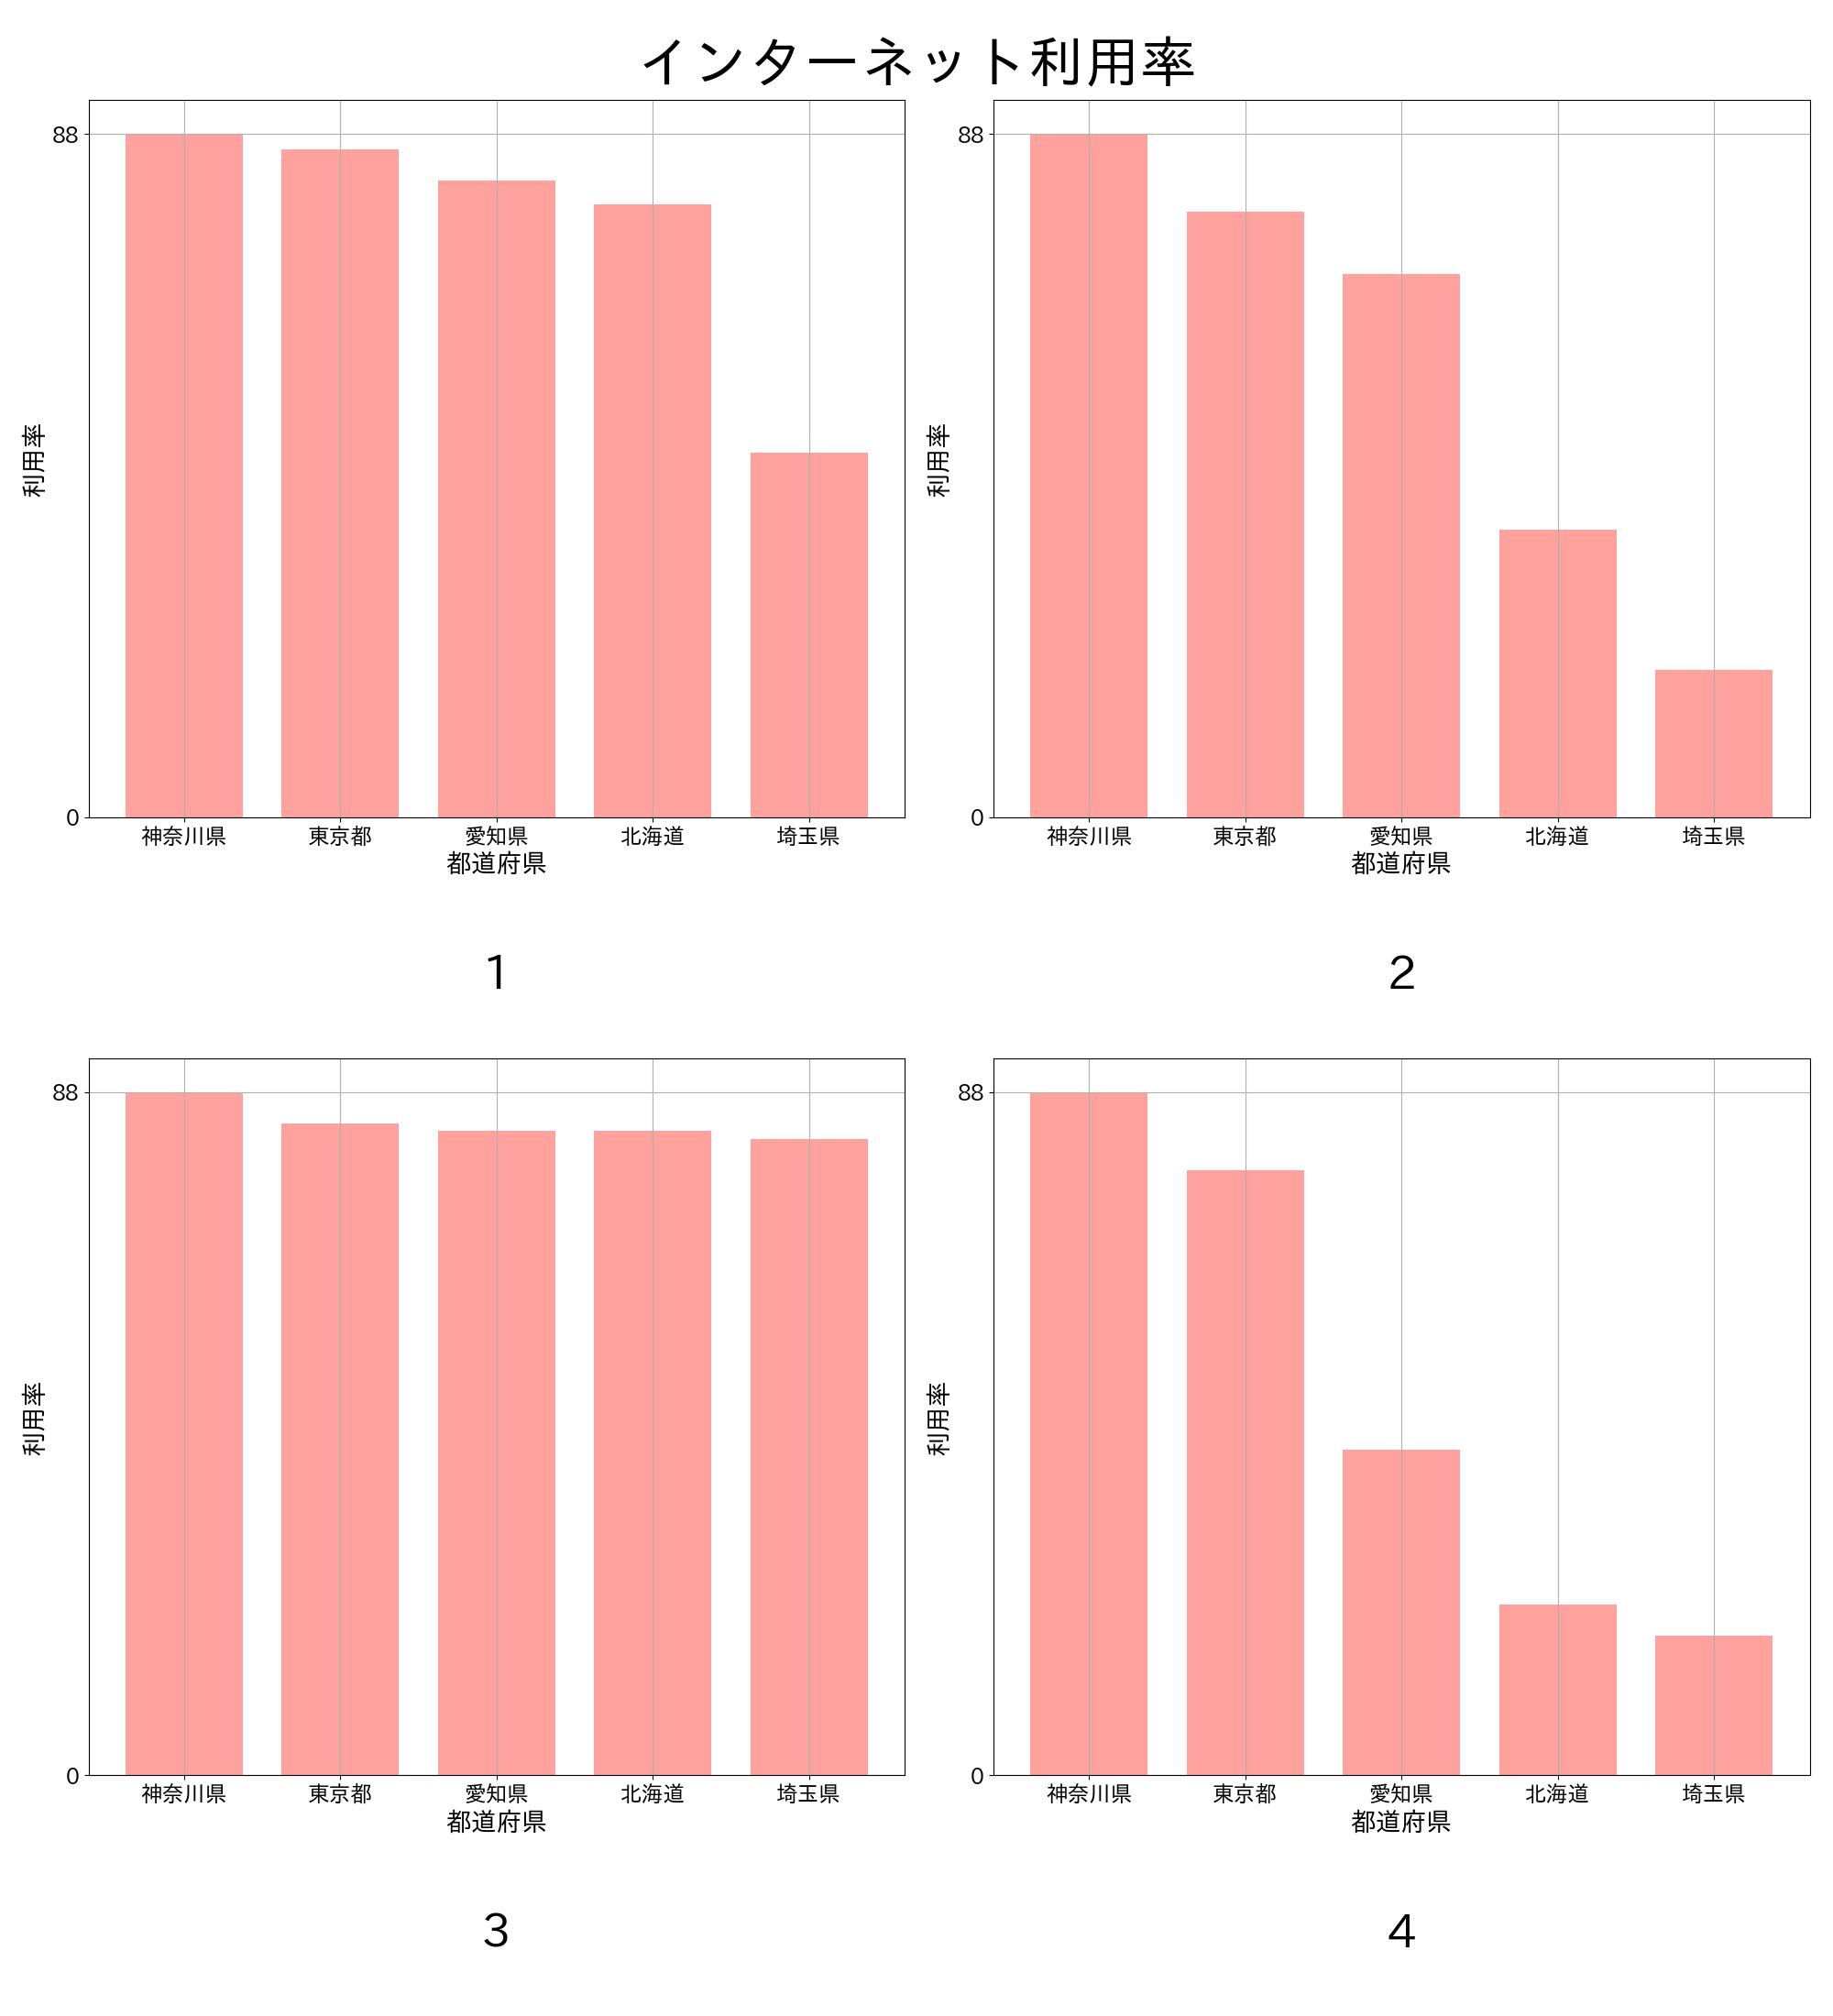 インターネット利用率
88
利用率
0
神奈川県 東京都 愛知県 北海道 埼玉県
都道府県
1
88
利用率
0
神奈川県 東京都 愛知県 北海道 埼玉県
都道府県
2
88
利用率
0
神奈川県 東京都 愛知県 北海道 埼玉県
都道府県
3
88
利用率
0
神奈川県 東京都 愛知県 北海道 埼玉県
都道府県
4